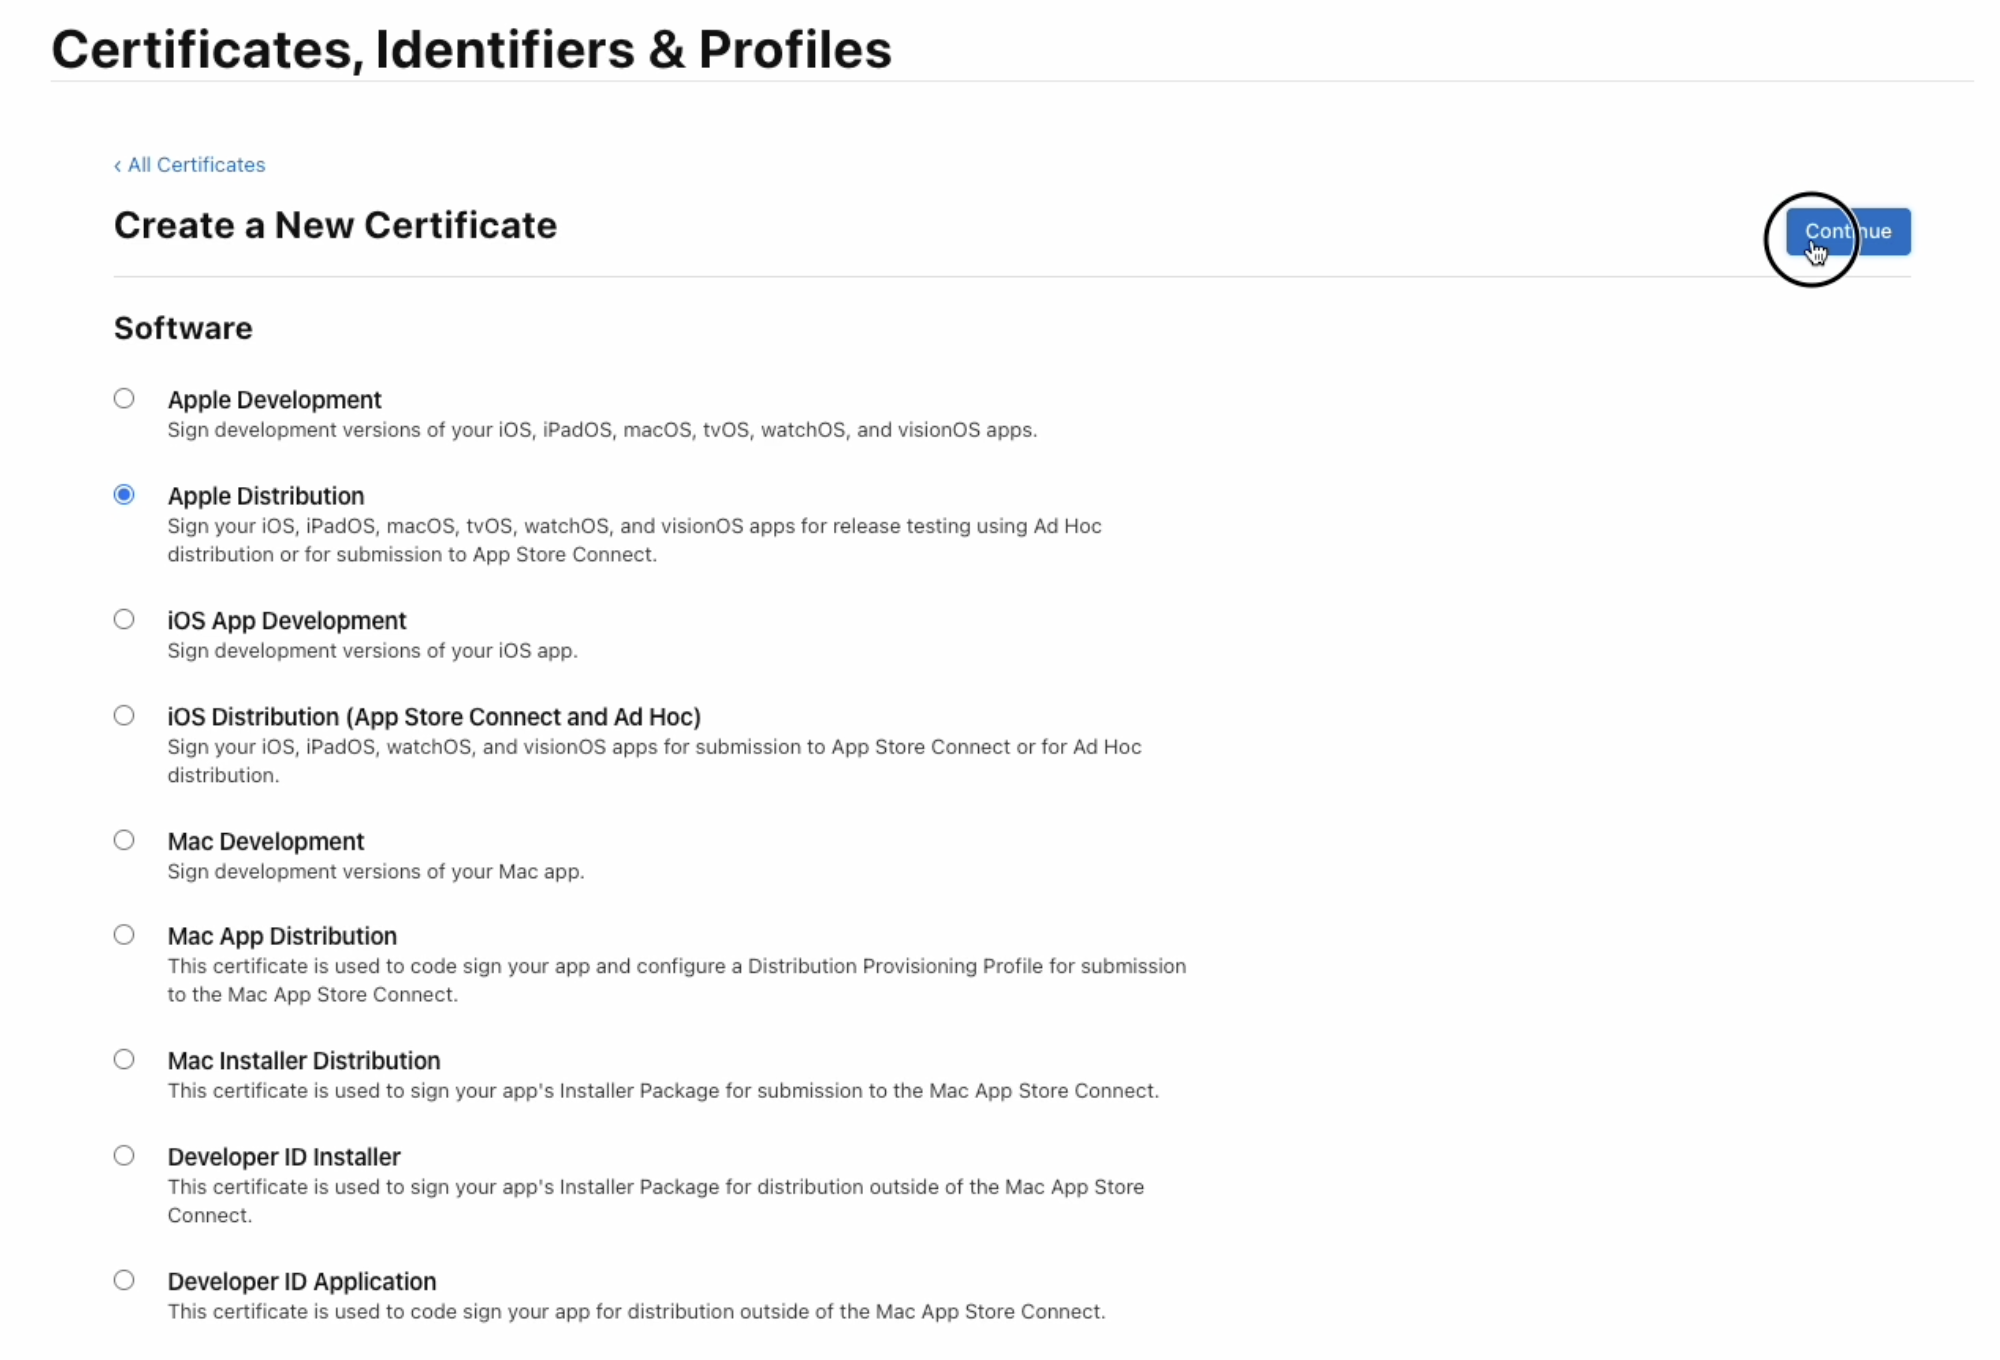 Certificates, Identifiers & Profiles
‹ All Certificates
Create a New Certificate
Continue
Software
Apple Development
Sign development versions of your iOS, iPadOS, macOS, tvOS, watchOS, and visionOS apps.
Apple Distribution
Sign your iOS, iPadOS, macOS, tvOS, watchOS, and visionOS apps for release testing using Ad Hoc
distribution or for submission to App Store Connect.
iOS App Development
Sign development versions of your iOS app.
iOS Distribution (App Store Connect and Ad Hoc)
Sign your iOS, iPadOS, watchOS, and visionOS apps for submission to App Store Connect or for Ad Hoc
distribution.
Mac Development
Sign development versions of your Mac app.
Mac App Distribution
This certificate is used to code sign your app and configure a Distribution Provisioning Profile for submission
to the Mac App Store Connect.
Mac Installer Distribution
This certificate is used to sign your app's Installer Package for submission to the Mac App Store Connect.
Developer ID Installer
This certificate is used to sign your app's Installer Package for distribution outside of the Mac App Store
Connect.
Developer ID Application
This certificate is used to code sign your app for distribution outside of the Mac App Store Connect.